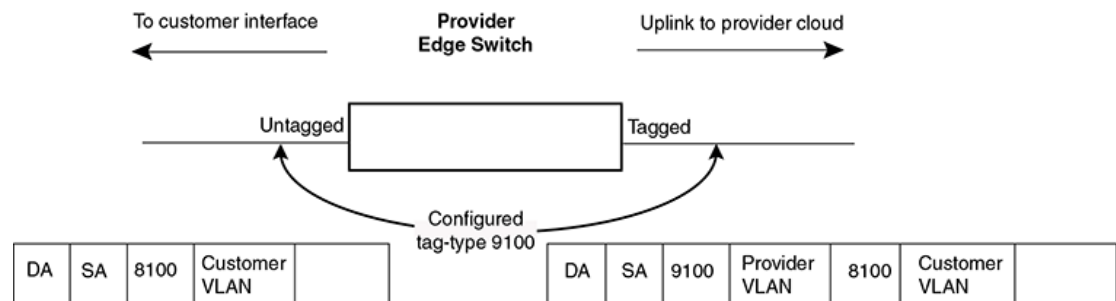 To customer interface
Provider
Edge Switch
Uplink to provider cloud
Untagged
Tagged
Configured
tag-type 9100
DA SA 8100 Customer VLAN
DA SA 9100 Provider VLAN 8100 Customer VLAN